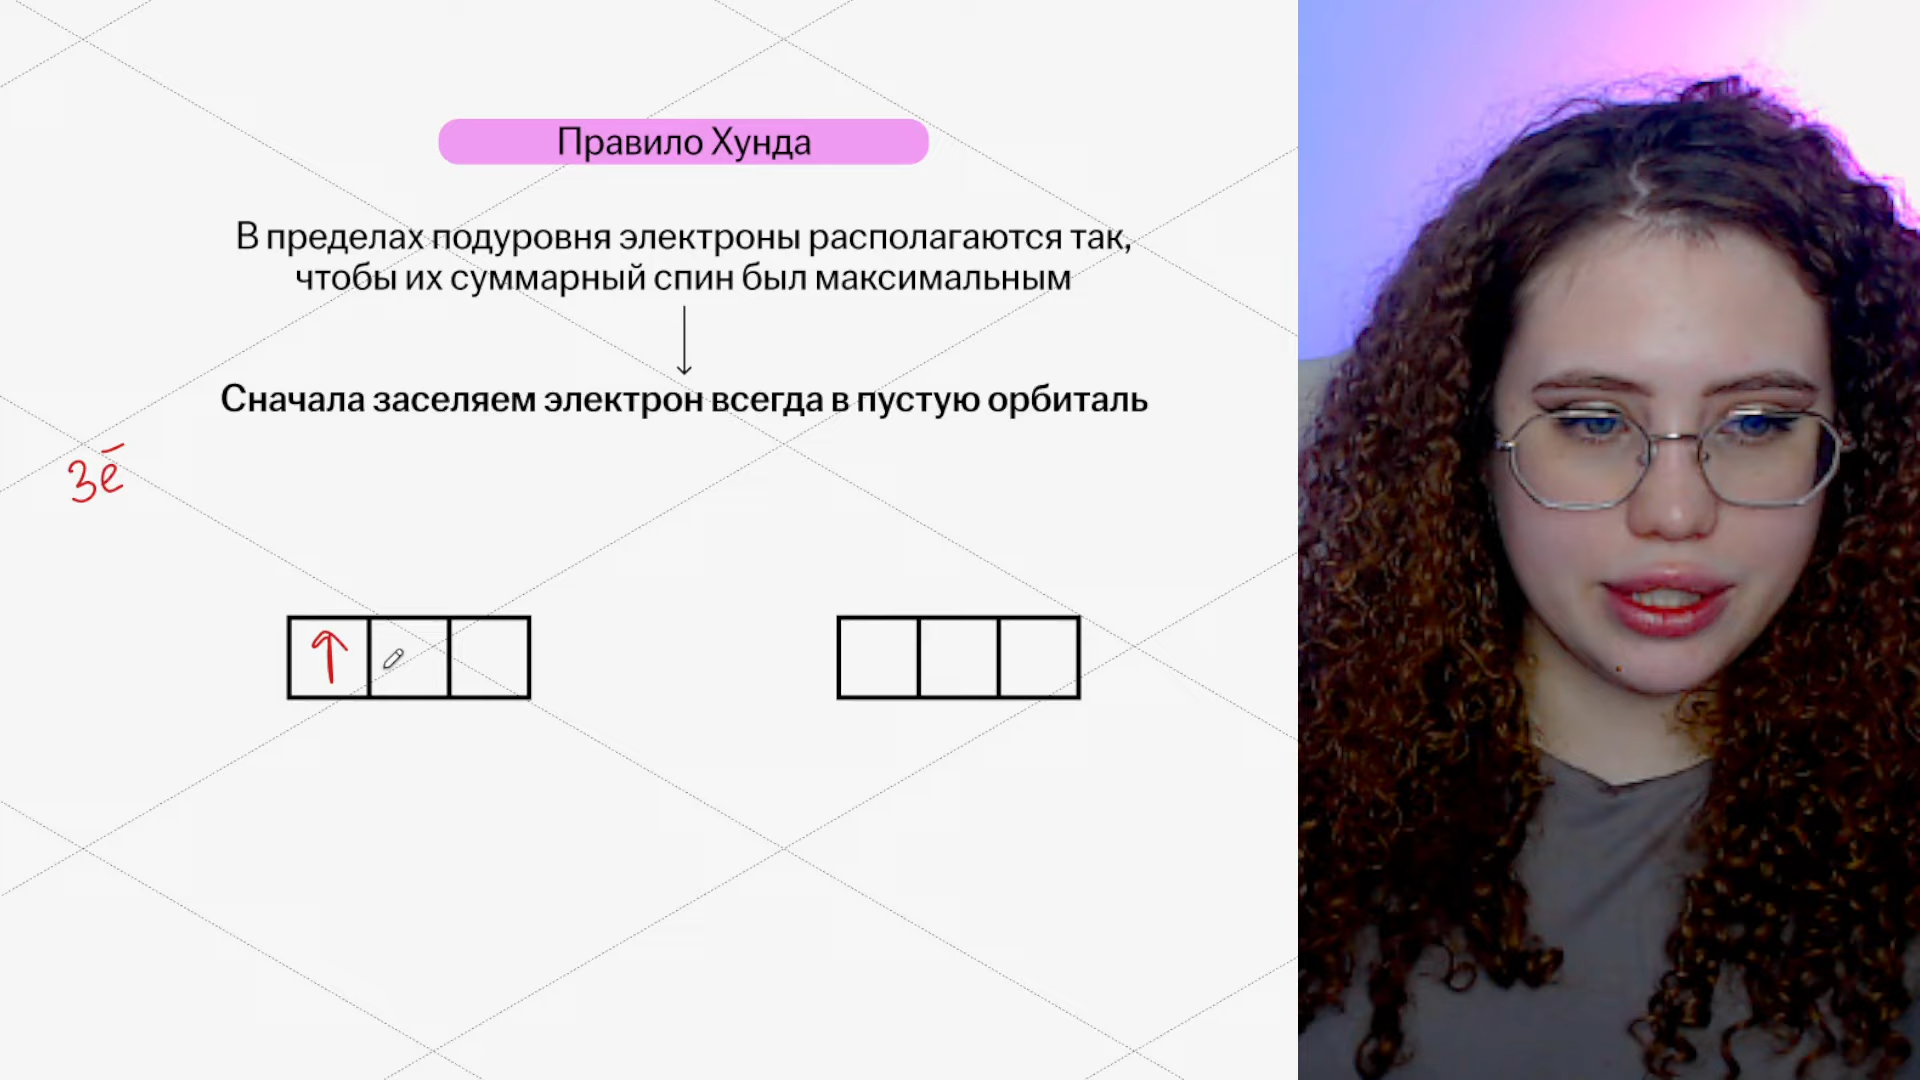 Правило Хунда
В пределах подуровня электроны располагаются так,
чтобы их суммарный спин был максимальным
Сначала заселяем электрон всегда в пустую орбиталь
3ē